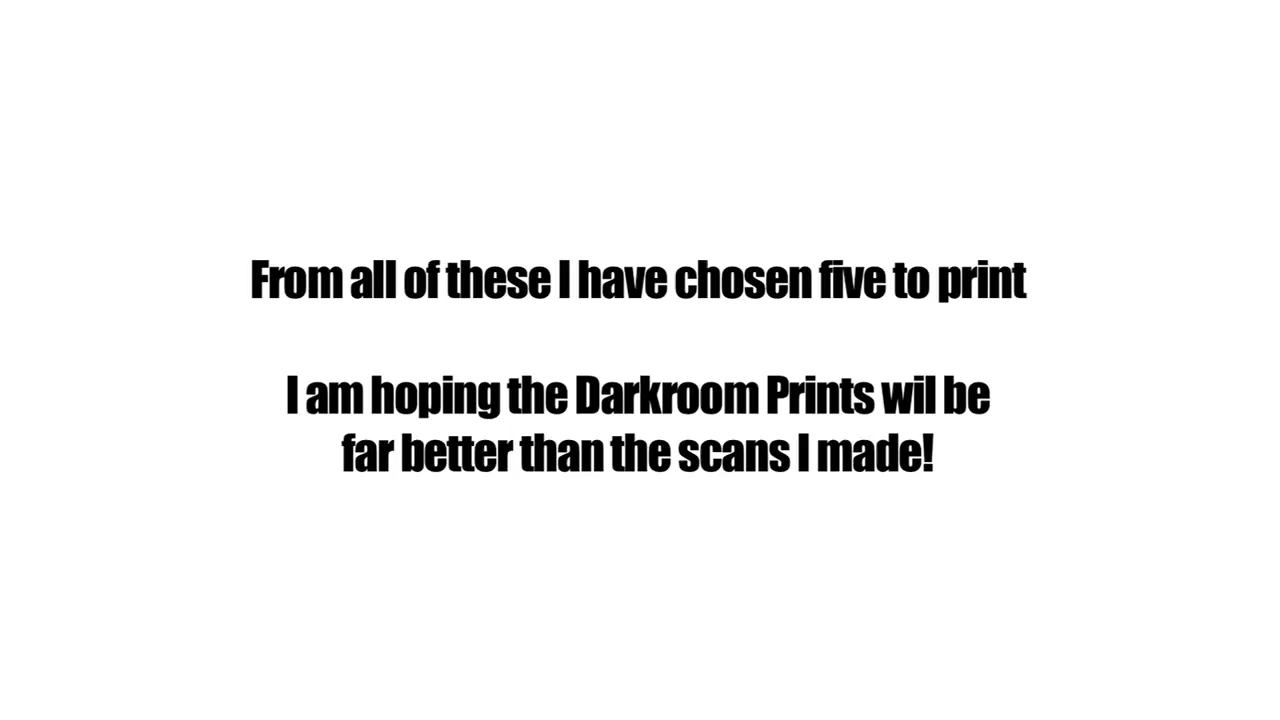 From all of these I have chosen five to print
I am hoping the Darkroom Prints wil be
far better than the scans I made!